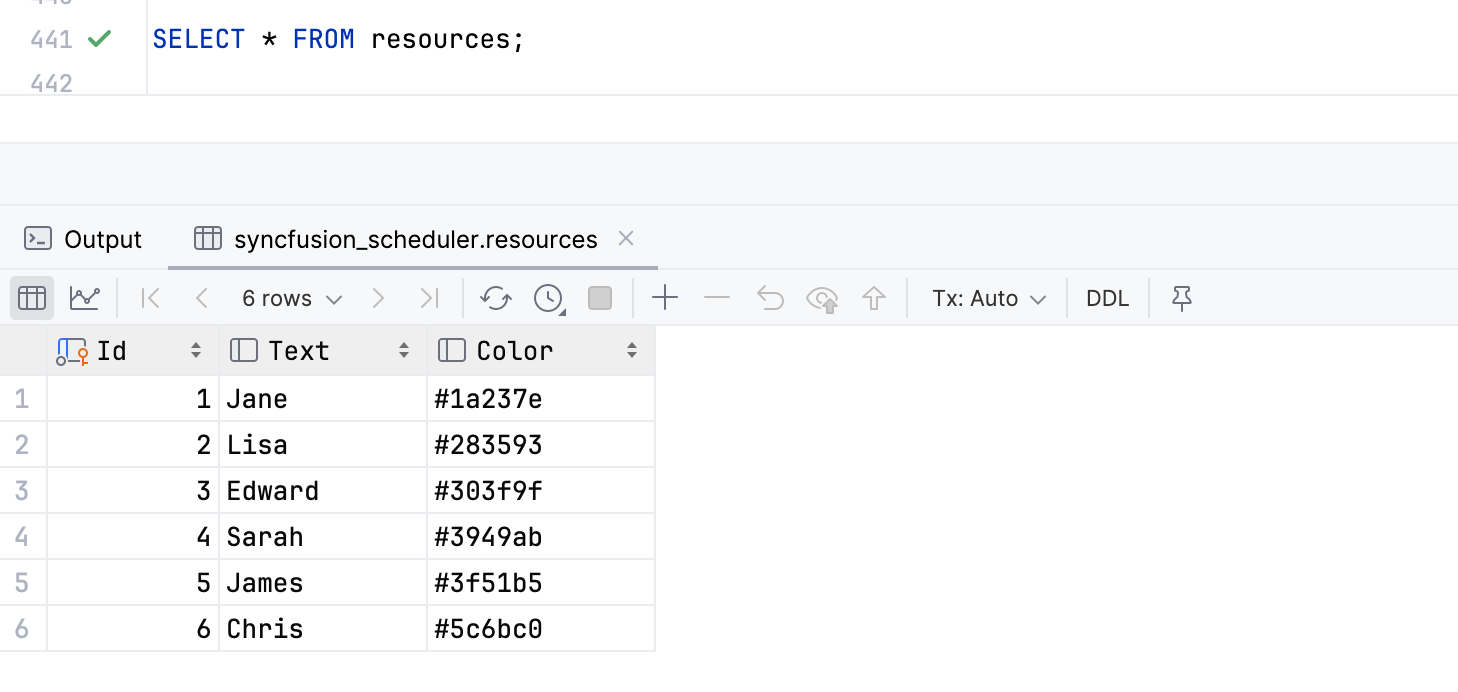 440
441 SELECT * FROM resources;
442
Output syncfusion_scheduler.resources
6 rows Tx: Auto DDL
Id Text Color
1 1 Jane #1a237e
2 2 Lisa #283593
3 3 Edward #303f9f
4 4 Sarah #3949ab
5 5 James #3f51b5
6 6 Chris #5c6bc0